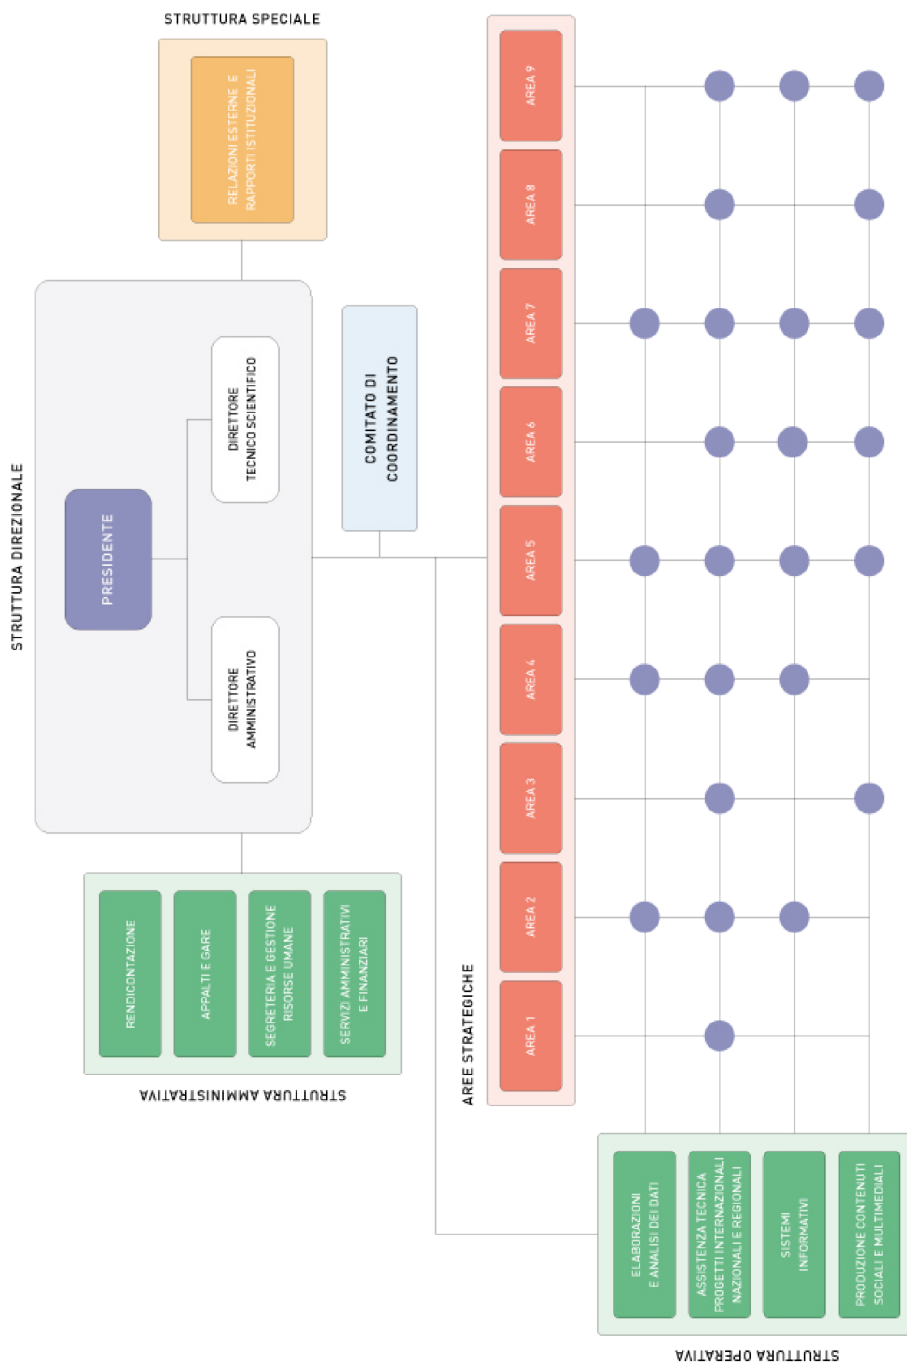 STRUTTURA DIREZIONALE
PRESIDENTE
DIRETTORE
AMMINISTRATIVO
DIRETTORE
TECNICO SCIENTIFICO
STRUTTURA SPECIALE
RELAZIONI ESTERNE E
RAPPORTI ISTITUZIONALI
STRUTTURA AMMINISTRATIVA
RENDICONTAZIONE
APPALTI E GARE
SEGRETERIA E GESTIONE
RISORSE UMANE
SERVIZI AMMINISTRATIVI
E FINANZIARI
COMITATO DI
COORDINAMENTO
AREE STRATEGICHE
AREA 1
AREA 2
AREA 3
AREA 4
AREA 5
AREA 6
AREA 7
AREA 8
AREA 9
STRUTTURA OPERATIVA
ELABORAZIONI
E ANALISI DEI DATI
ASSISTENZA TECNICA
PROGETTI INTERNAZIONALI
NAZIONALI E REGIONALI
SISTEMI
INFORMATIVI
PRODUZIONE CONTENUTI
SOCIALI E MULTIMEDIALI